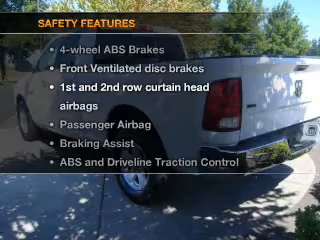 SAFETY FEATURES
• 4-wheel ABS Brakes
• Front Ventilated disc brakes
• 1st and 2nd row curtain head
airbags
• Passenger Airbag
• Braking Assist
• ABS and Driveline Traction Control